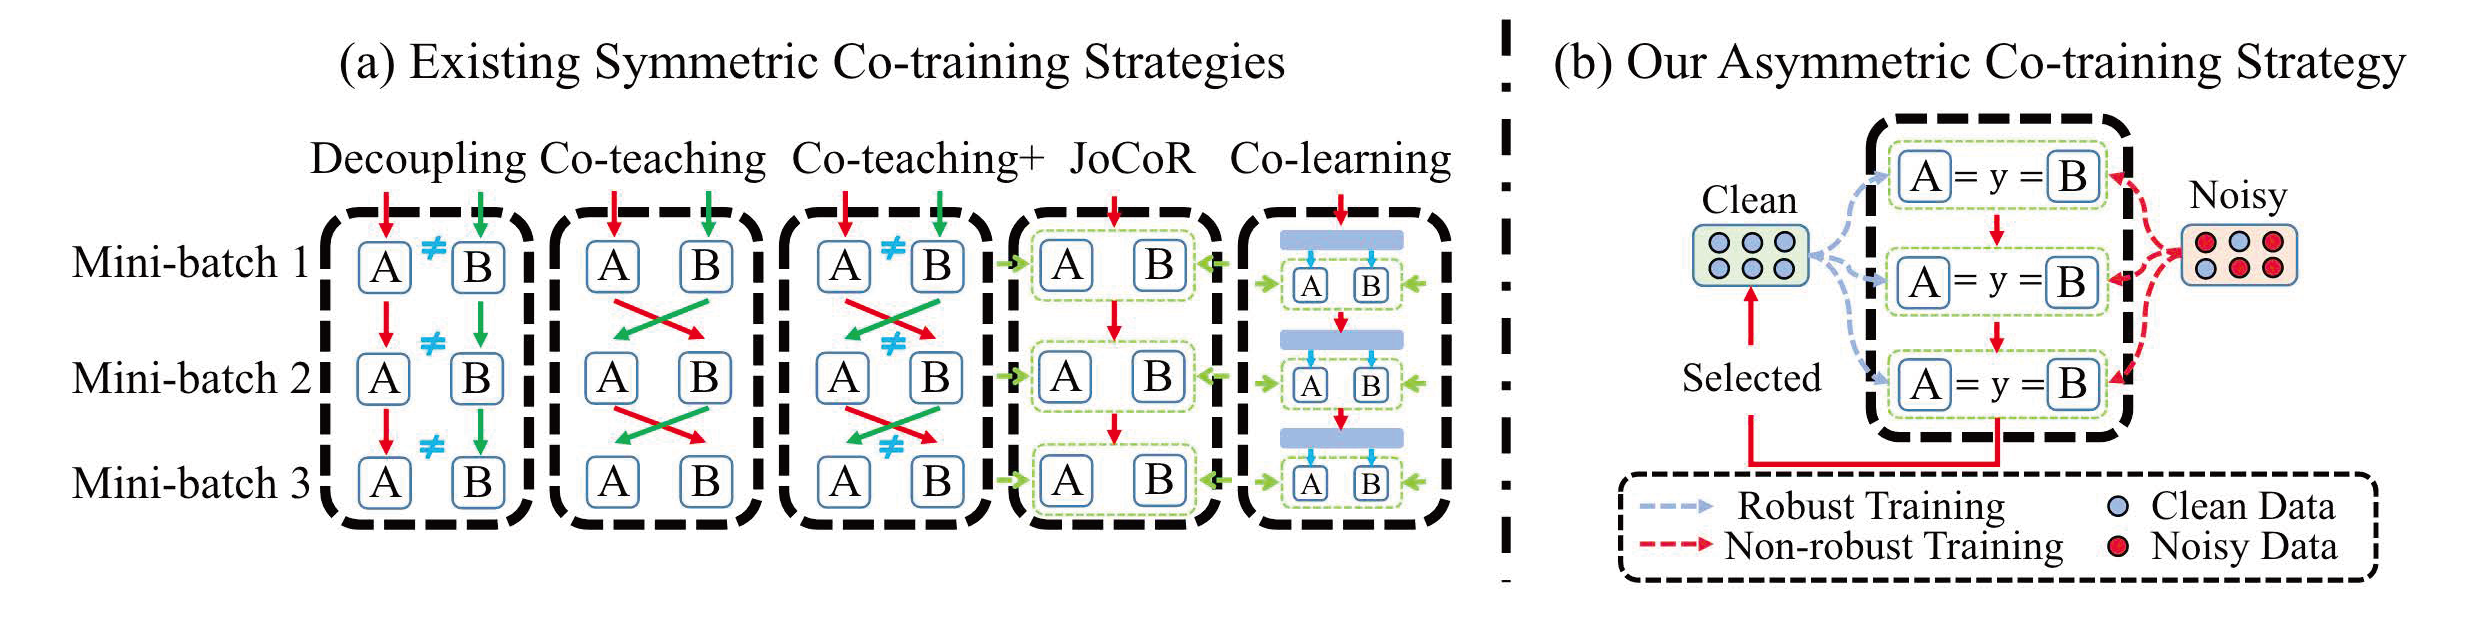 (a) Existing Symmetric Co-training Strategies
Decoupling Co-teaching Co-teaching+ JoCoR Co-learning
Mini-batch 1 A ≠ B A B A ≠ B A B A B
≠ ≠
Mini-batch 2 A B A B A B A B A B
≠ ≠
Mini-batch 3 A B A B A B A B A B
(b) Our Asymmetric Co-training Strategy
Clean
A = y = B
Noisy
A = y = B
Selected
A = y = B
Robust Training Clean Data
Non-robust Training Noisy Data